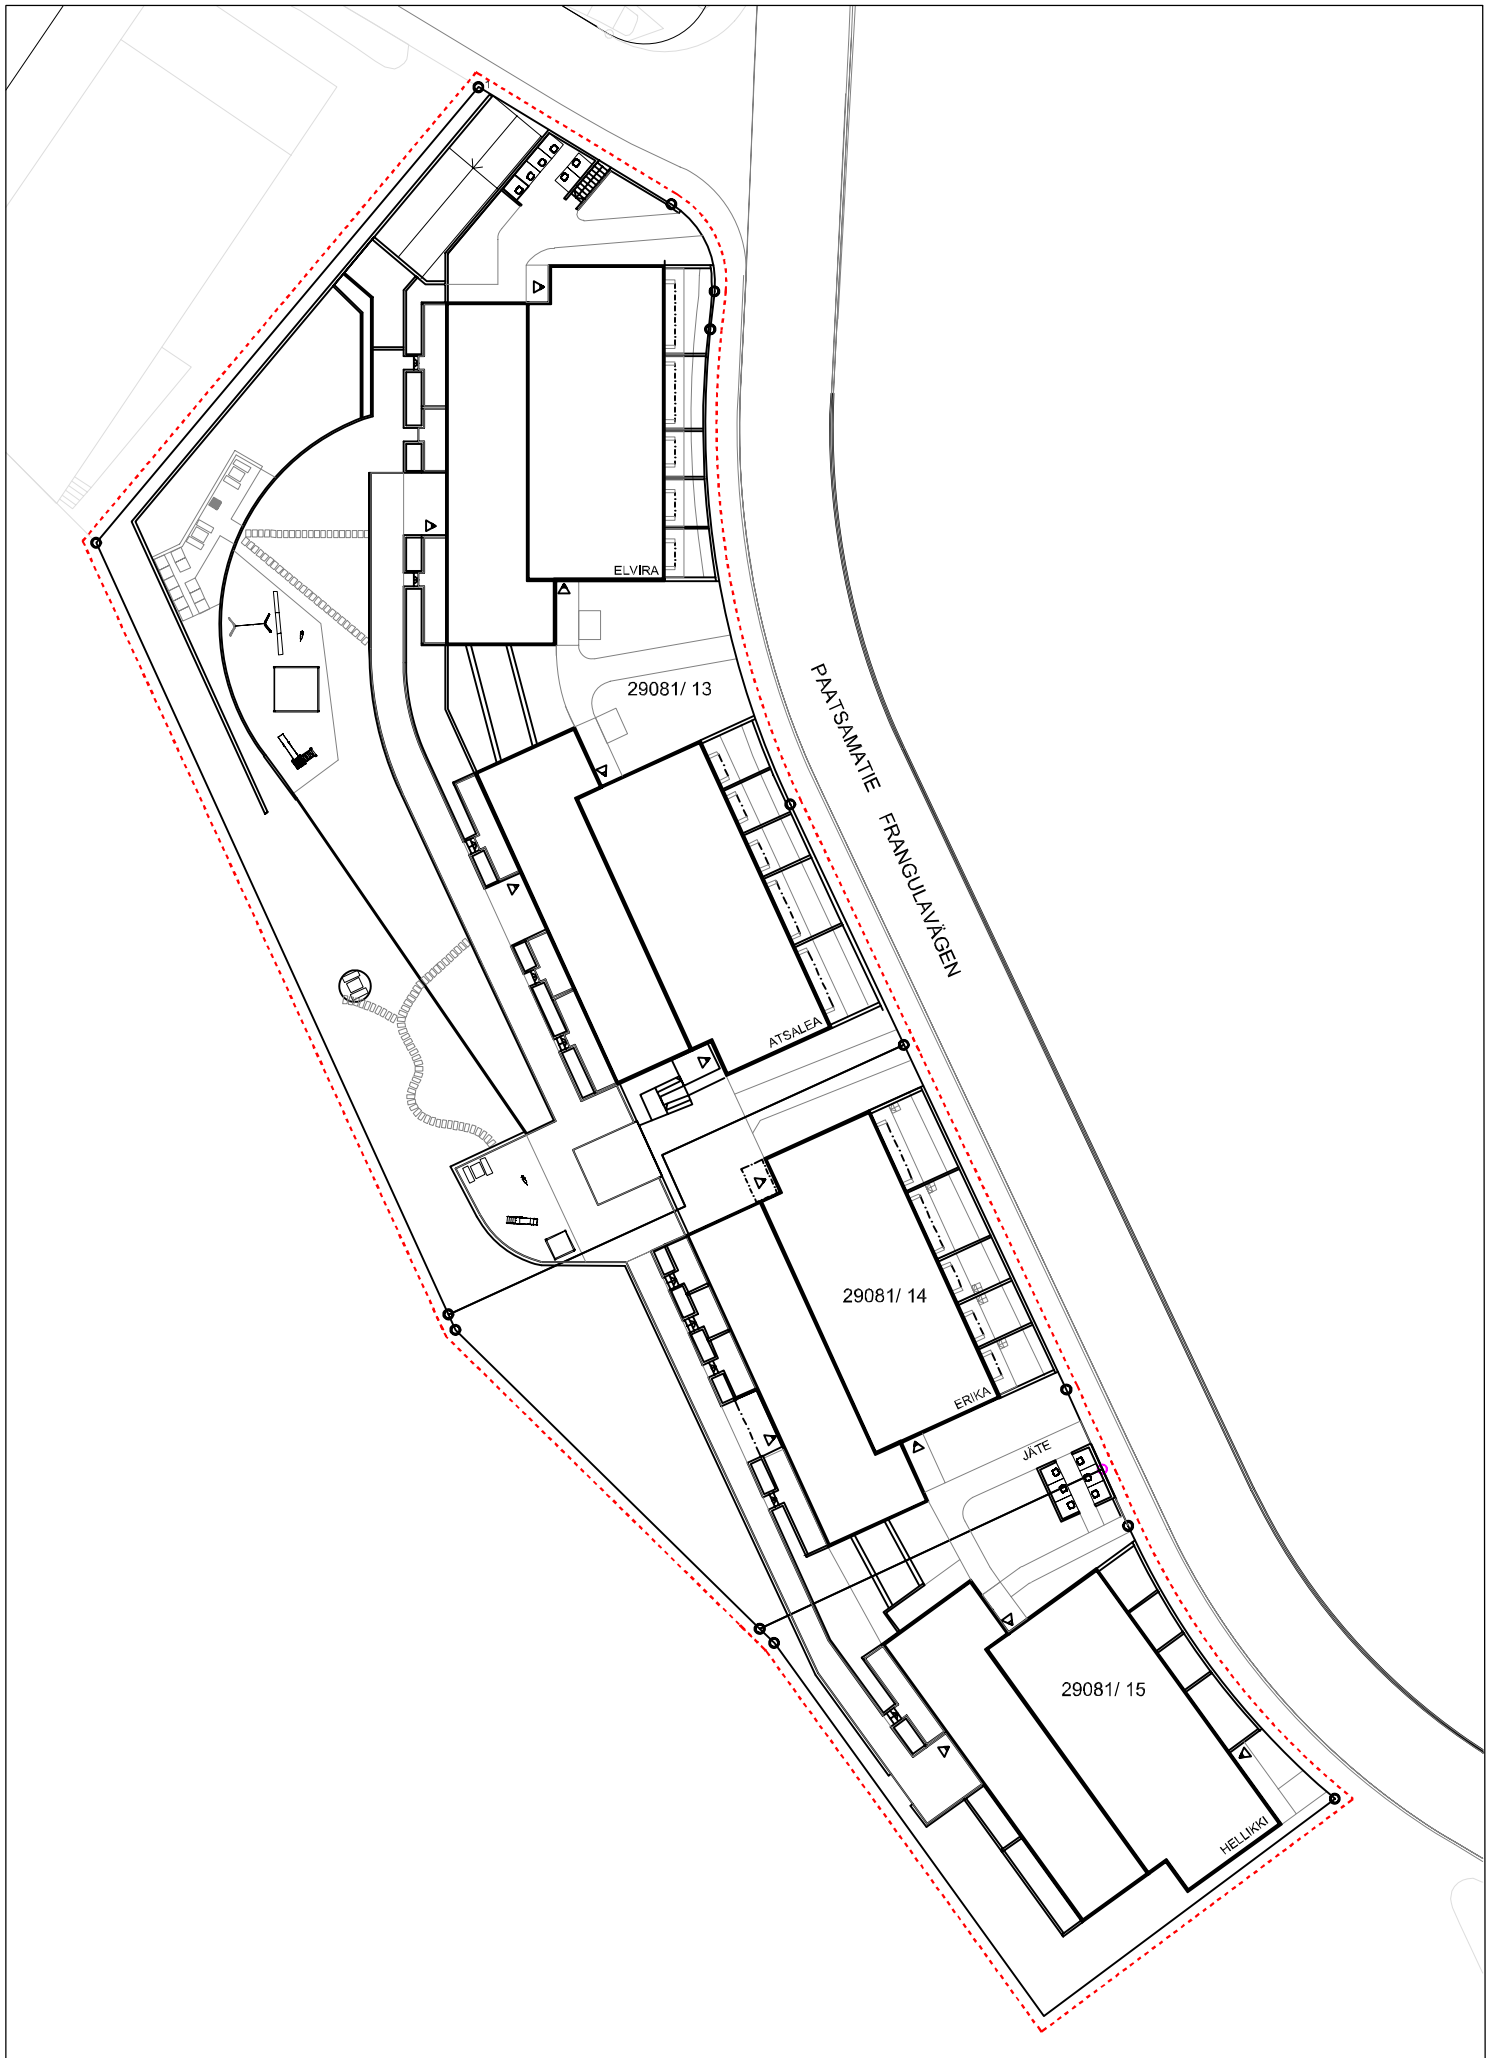 ELVIRA
29081/ 13
PAATSAMATIE FRANGULAVÄGEN
ATSALEA
29081/ 14
ERIKA
JÄTE
29081/ 15
HELLIKKI